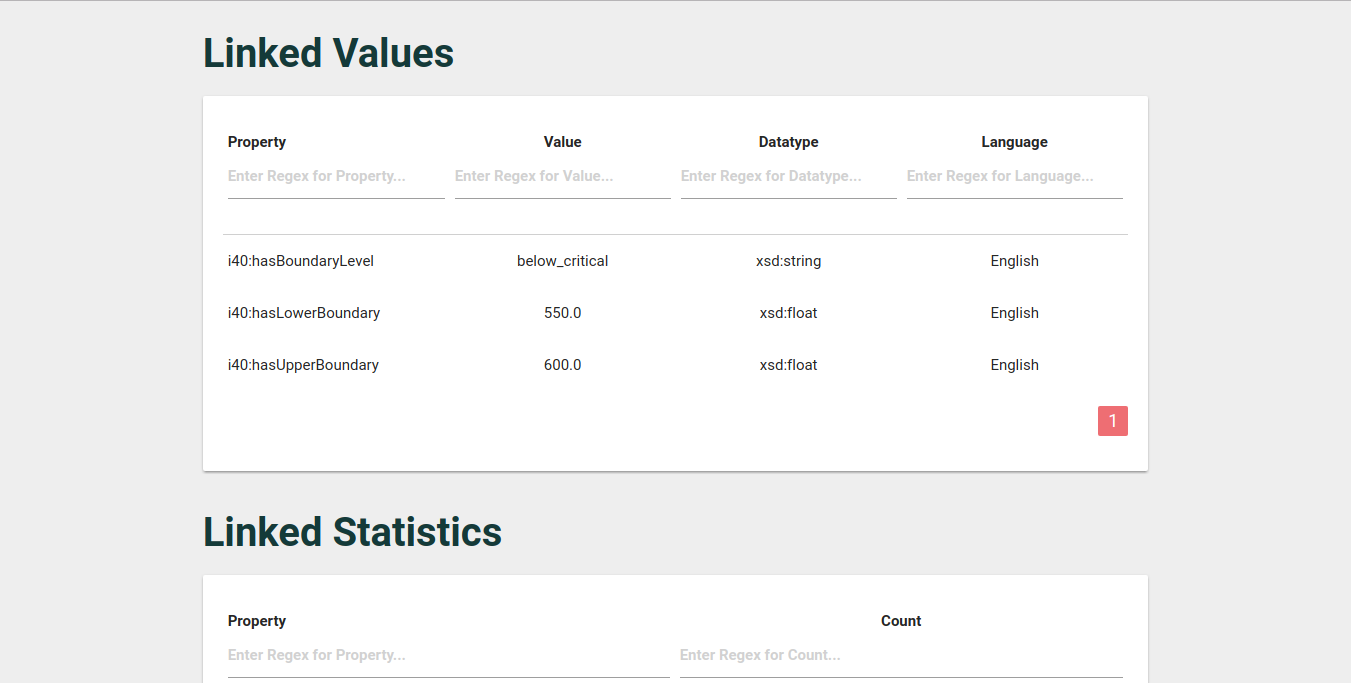 Linked Values
Property Value Datatype Language
Enter Regex for Property... Enter Regex for Value... Enter Regex for Datatype... Enter Regex for Language...
i40:hasBoundaryLevel below_critical xsd:string English
i40:hasLowerBoundary 550.0 xsd:float English
i40:hasUpperBoundary 600.0 xsd:float English
1
Linked Statistics
Property Count
Enter Regex for Property... Enter Regex for Count...